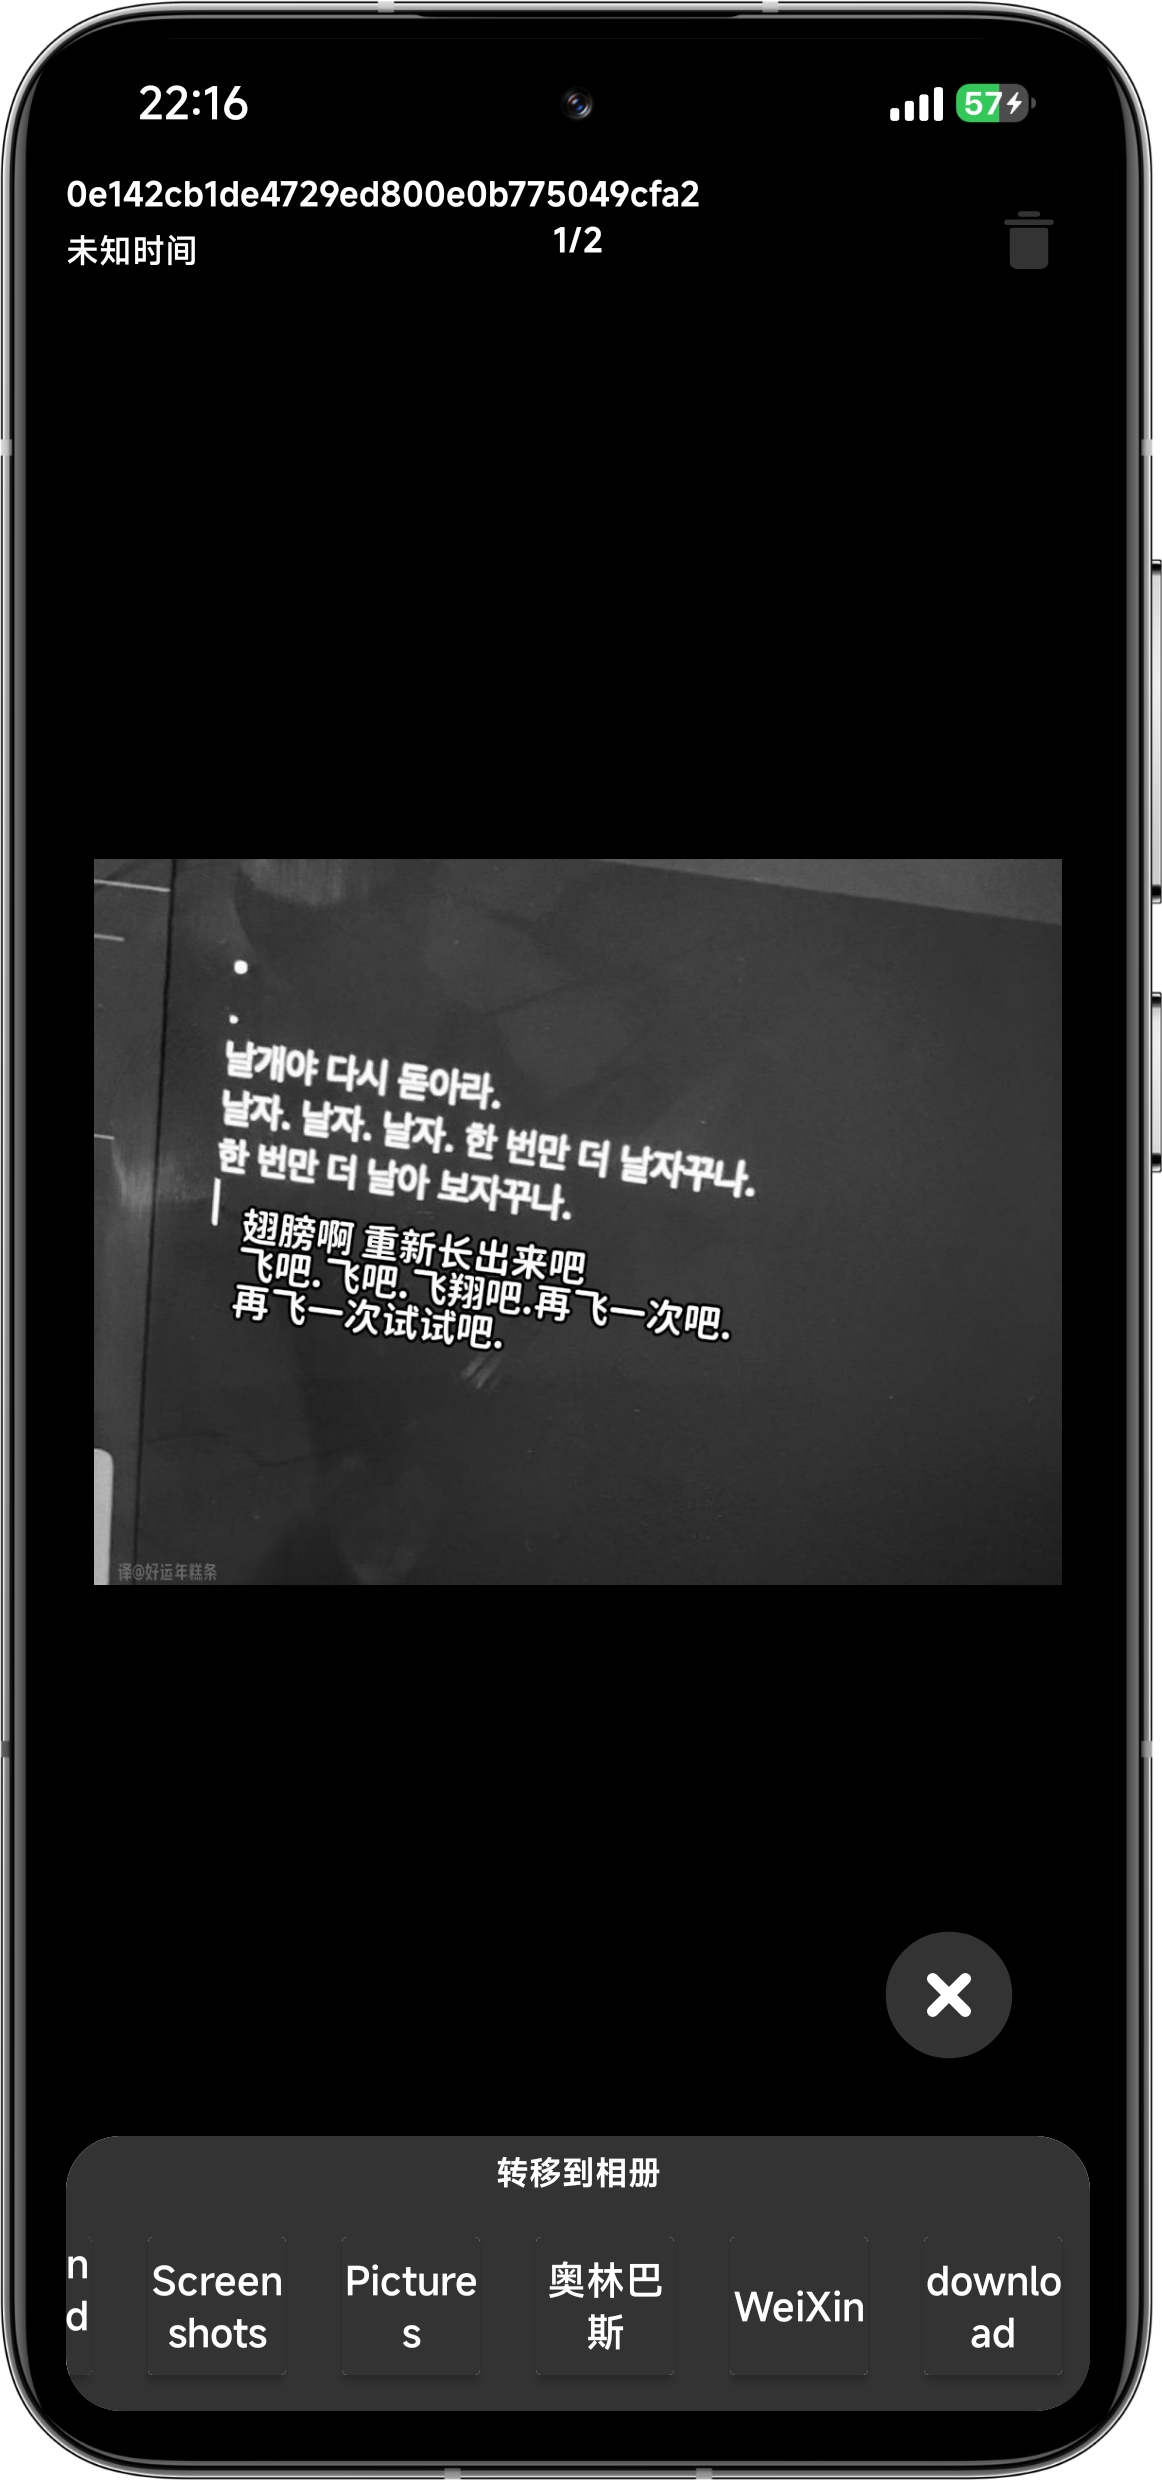 22:16
57
0e142cb1de4729ed800e0b775049cfa2
未知时间
1/2
날개야 다시 돋아라.
날자. 날자. 날자. 한 번만 더 날자꾸나.
한 번만 더 날아 보자꾸나.
翅膀啊 重新长出来吧
飞吧.飞吧.飞翔吧.再飞一次吧.
再飞一次试试吧.
译@好运年糕条
转移到相册
n
d
Screen
shots
Picture
s
奥林巴
斯
WeiXin
downlo
ad